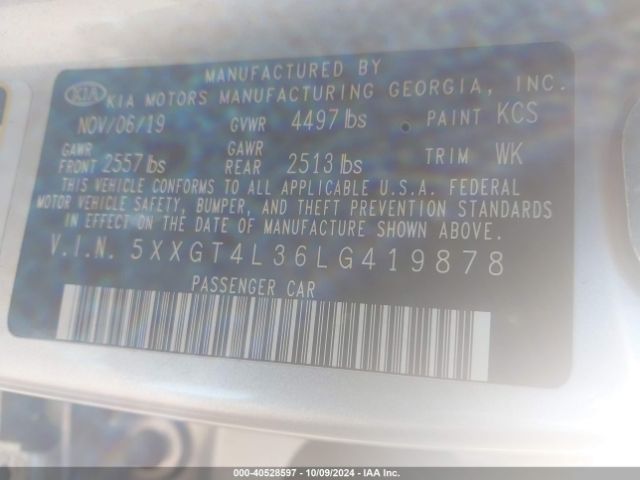 MANUFACTURED BY
KIA KIA MOTORS MANUFACTURING GEORGIA, INC.
NOV/06/19 GVWR 4497 lbs PAINT KCS
GAWR FRONT 2557 lbs GAWR REAR 2513 lbs TRIM WK
THIS VEHICLE CONFORMS TO ALL APPLICABLE U.S.A. FEDERAL
MOTOR VEHICLE SAFETY, BUMPER, AND THEFT PREVENTION STANDARDS
IN EFFECT ON THE DATE OF MANUFACTURE SHOWN ABOVE.
V.I.N. 5XXGT4L36LG419878
PASSENGER CAR
000-40528597 - 10/09/2024 - IAA Inc.